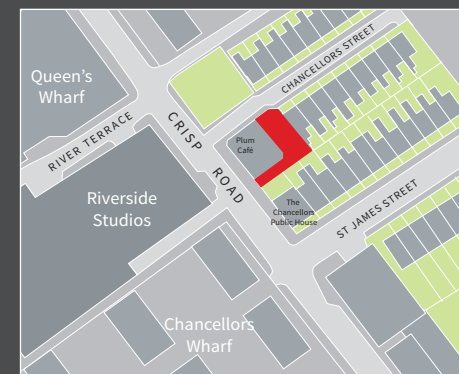 Queen's
Wharf
CHANCELLORS STREET
RIVER TERRACE
CRISP ROAD
Plum
Café
Riverside
Studios
The
Chancellors
Public House
ST JAMES STREET
Chancellors
Wharf